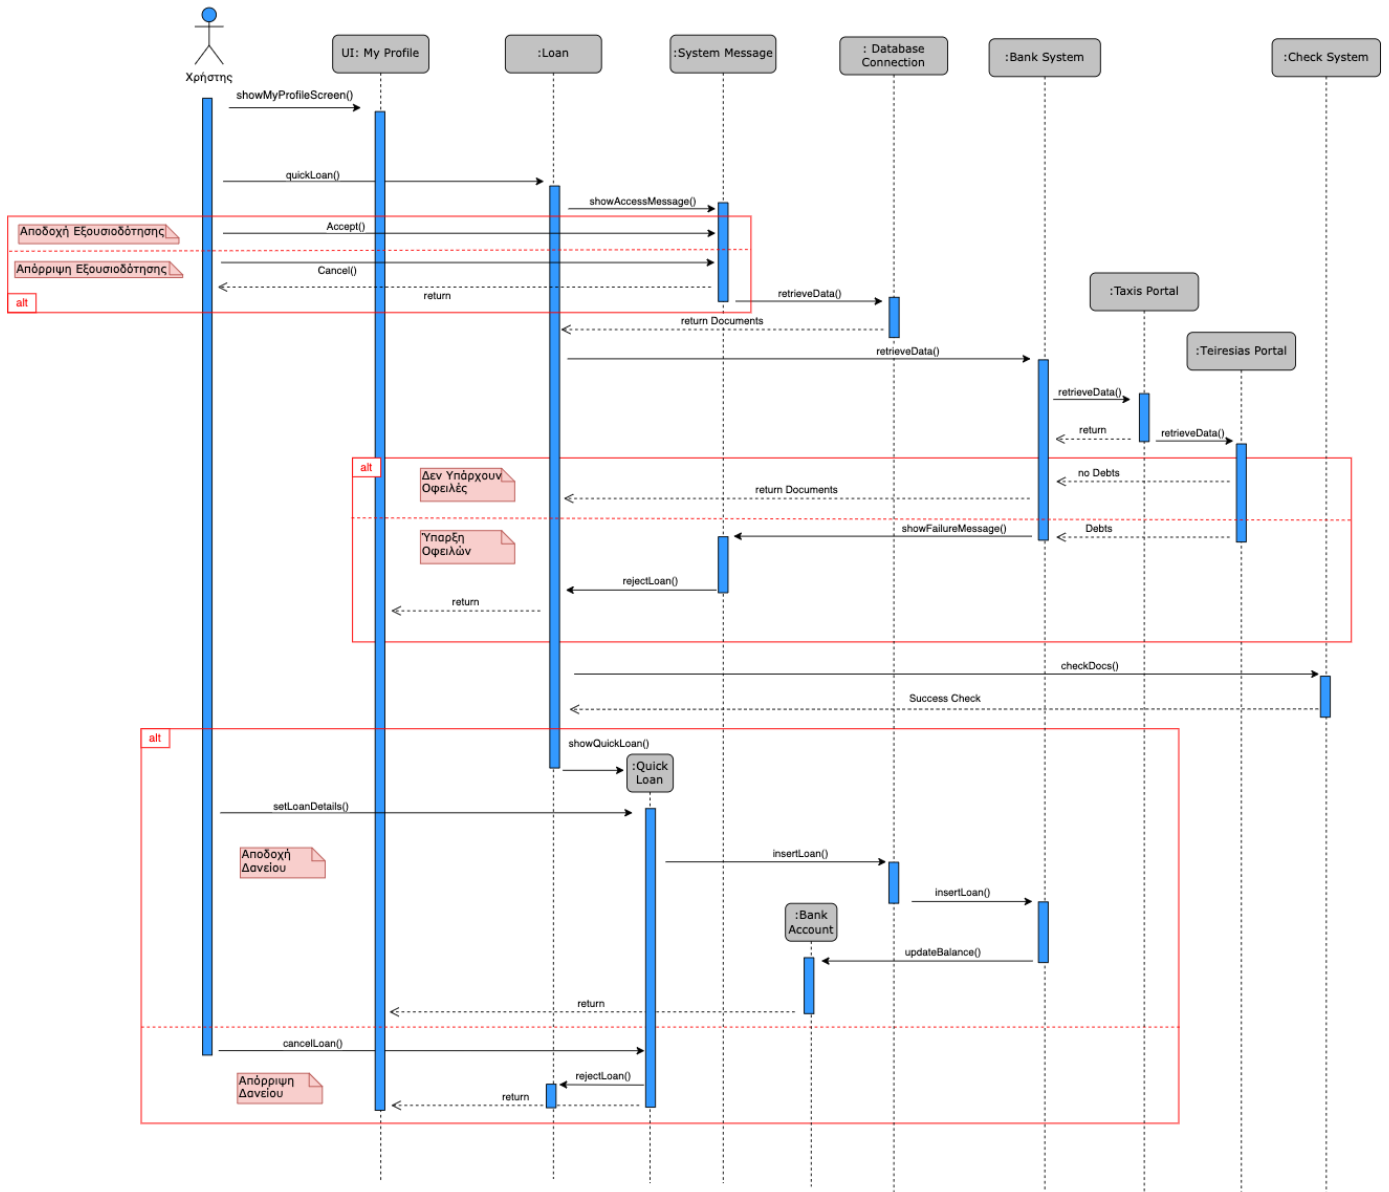 Χρήστης
UI: My Profile
:Loan
:System Message
: Database
Connection
:Bank System
:Check System
showMyProfileScreen()
quickLoan()
showAccessMessage()
Αποδοχή Εξουσιοδότησης
Accept()
Απόρριψη Εξουσιοδότησης
Cancel()
return
alt
retrieveData()
:Taxis Portal
return Documents
retrieveData()
:Teiresias Portal
retrieveData()
return
retrieveData()
alt
Δεν Υπάρχουν
Οφειλές
no Debts
return Documents
Ύπαρξη
Οφειλών
showFailureMessage()
Debts
rejectLoan()
return
checkDocs()
Success Check
alt
showQuickLoan()
:Quick
Loan
setLoanDetails()
Αποδοχή
Δανείου
insertLoan()
insertLoan()
:Bank
Account
updateBalance()
return
cancelLoan()
Απόρριψη
Δανείου
rejectLoan()
return